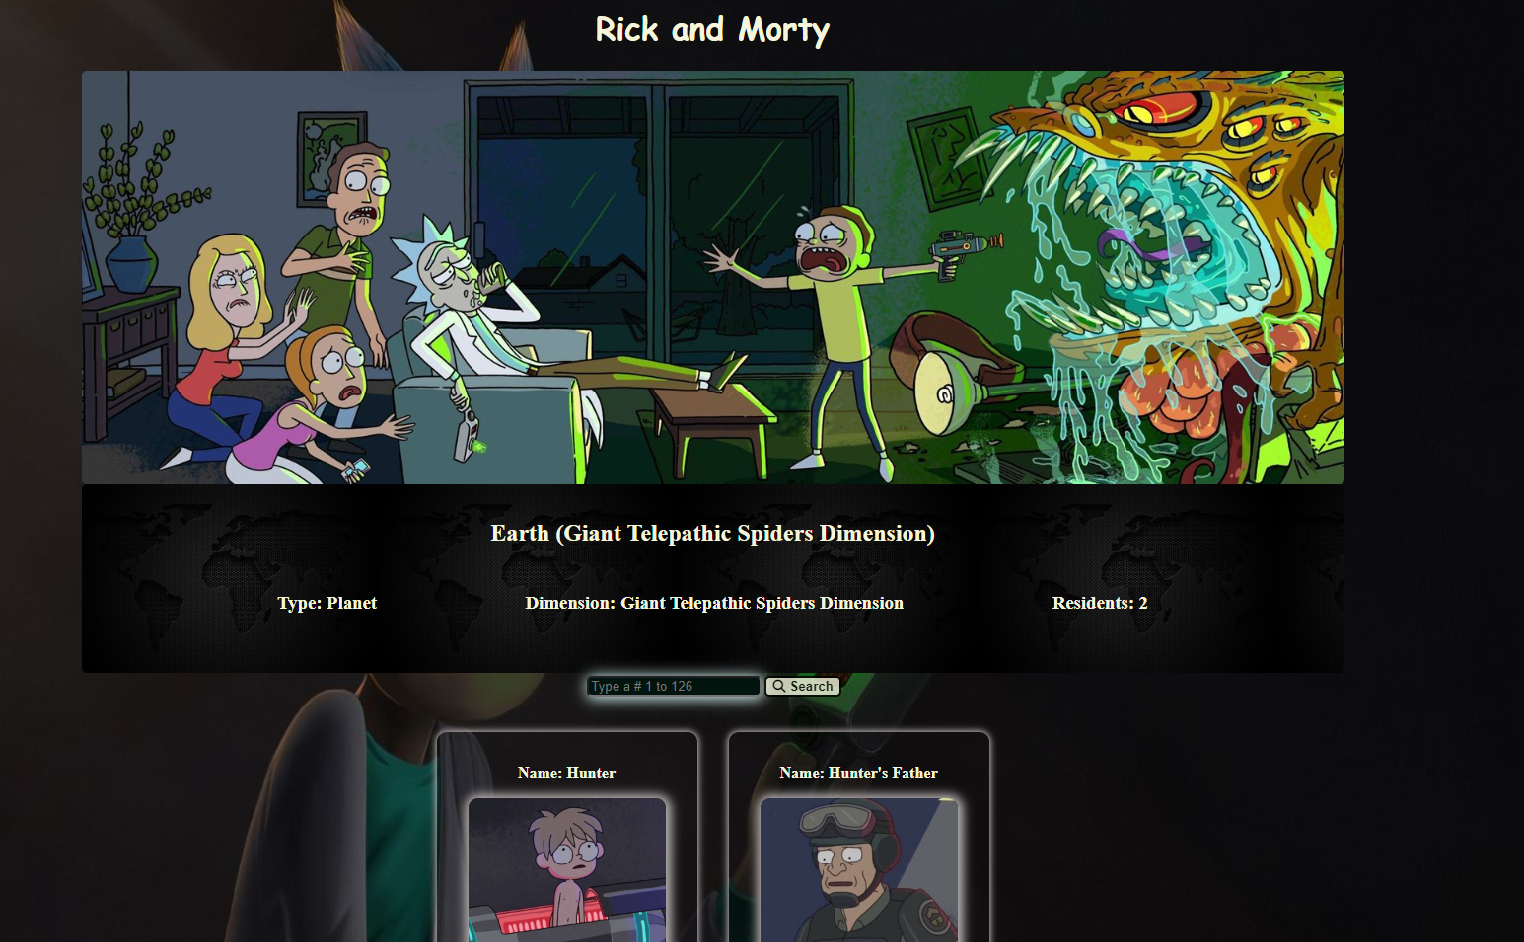 Rick and Morty
Earth (Giant Telepathic Spiders Dimension)
Type: Planet
Dimension: Giant Telepathic Spiders Dimension
Residents: 2
Type a # 1 to 126
Search
Name: Hunter
Name: Hunter's Father